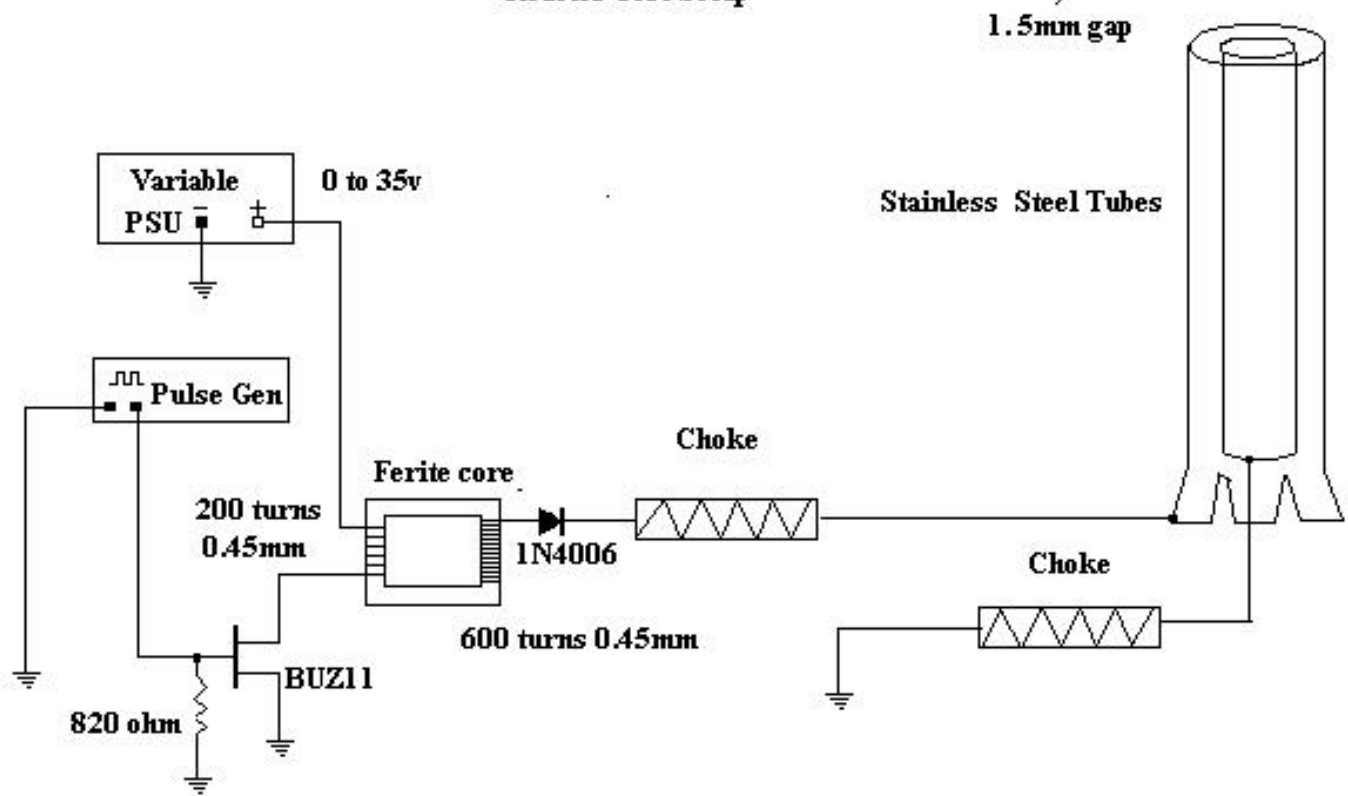 1.5mm gap
Variable
PSU
− +
0 to 35v
Stainless Steel Tubes
Pulse Gen
Choke
Ferite core
200 turns
0.45mm
1N4006
Choke
600 turns 0.45mm
BUZ11
820 ohm